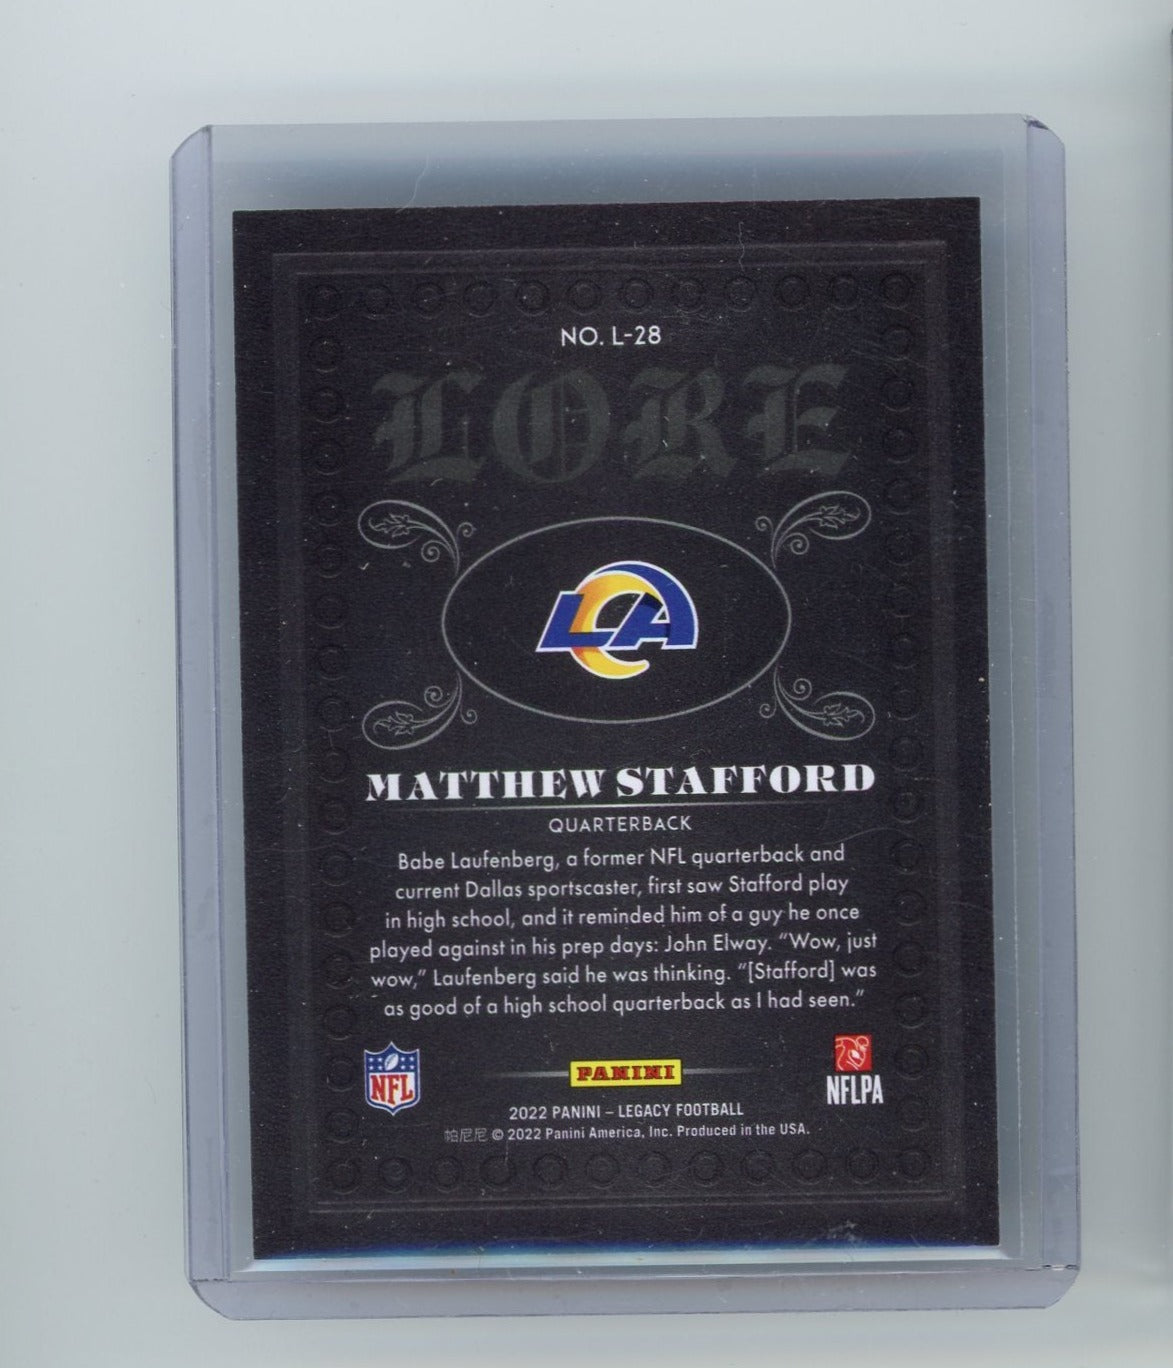 NO. L-28
LORE
LA
MATTHEW STAFFORD
QUARTERBACK
Babe Laufenberg, a former NFL quarterback and
current Dallas sportscaster, first saw Stafford play
in high school, and it reminded him of a guy he once
played against in his prep days: John Elway. “Wow, just
wow,” Laufenberg said he was thinking. “[Stafford] was
as good of a high school quarterback as I had seen.”
NFL
PANINI
NFLPA
2022 PANINI – LEGACY FOOTBALL
帕尼尼 © 2022 Panini America, Inc. Produced in the USA.